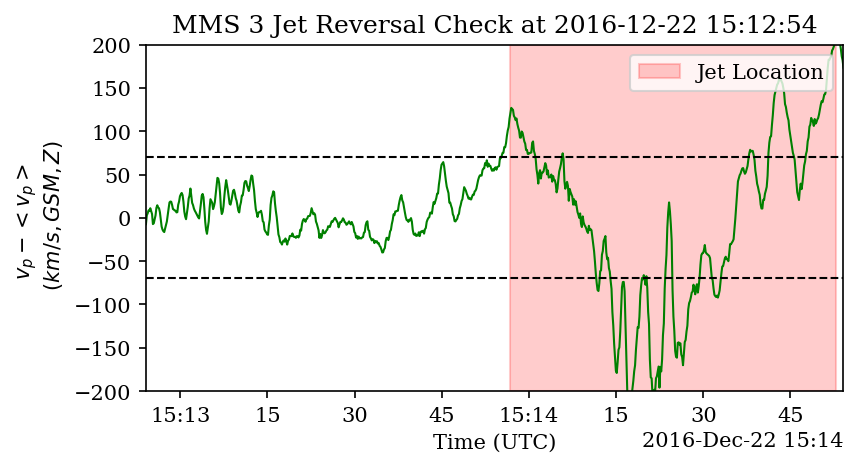 MMS 3 Jet Reversal Check at 2016-12-22 15:12:54
v_p − < v_p >
(km/s, GSM, Z)
200
150
100
50
0
−50
−100
−150
−200
Jet Location
15:13 15 30 45 15:14 15 30 45
Time (UTC) 2016-Dec-22 15:14